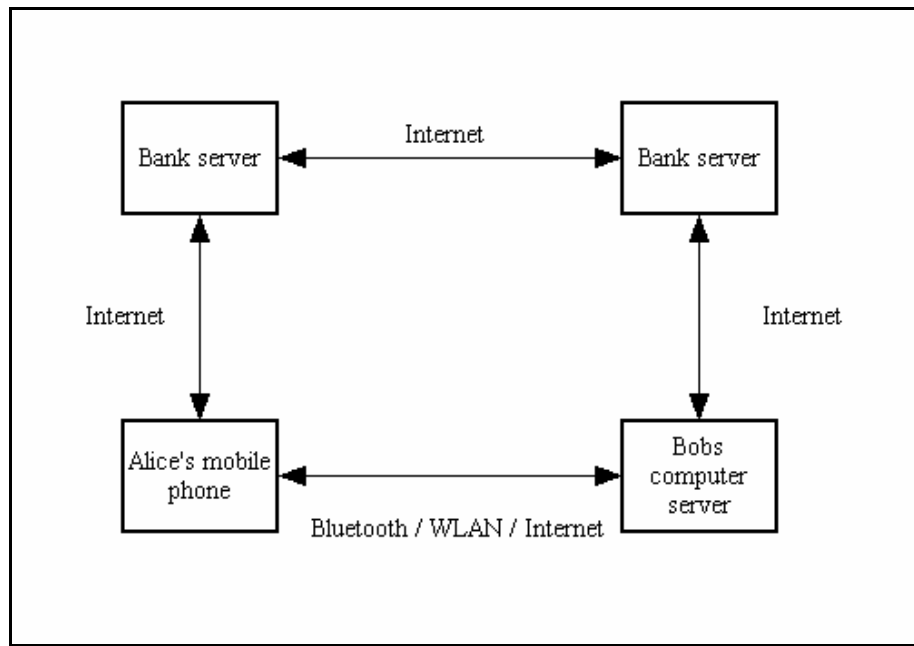 Internet
Bank server
Bank server
Internet
Internet
Alice's mobile
phone
Bobs
computer
server
Bluetooth / WLAN / Internet